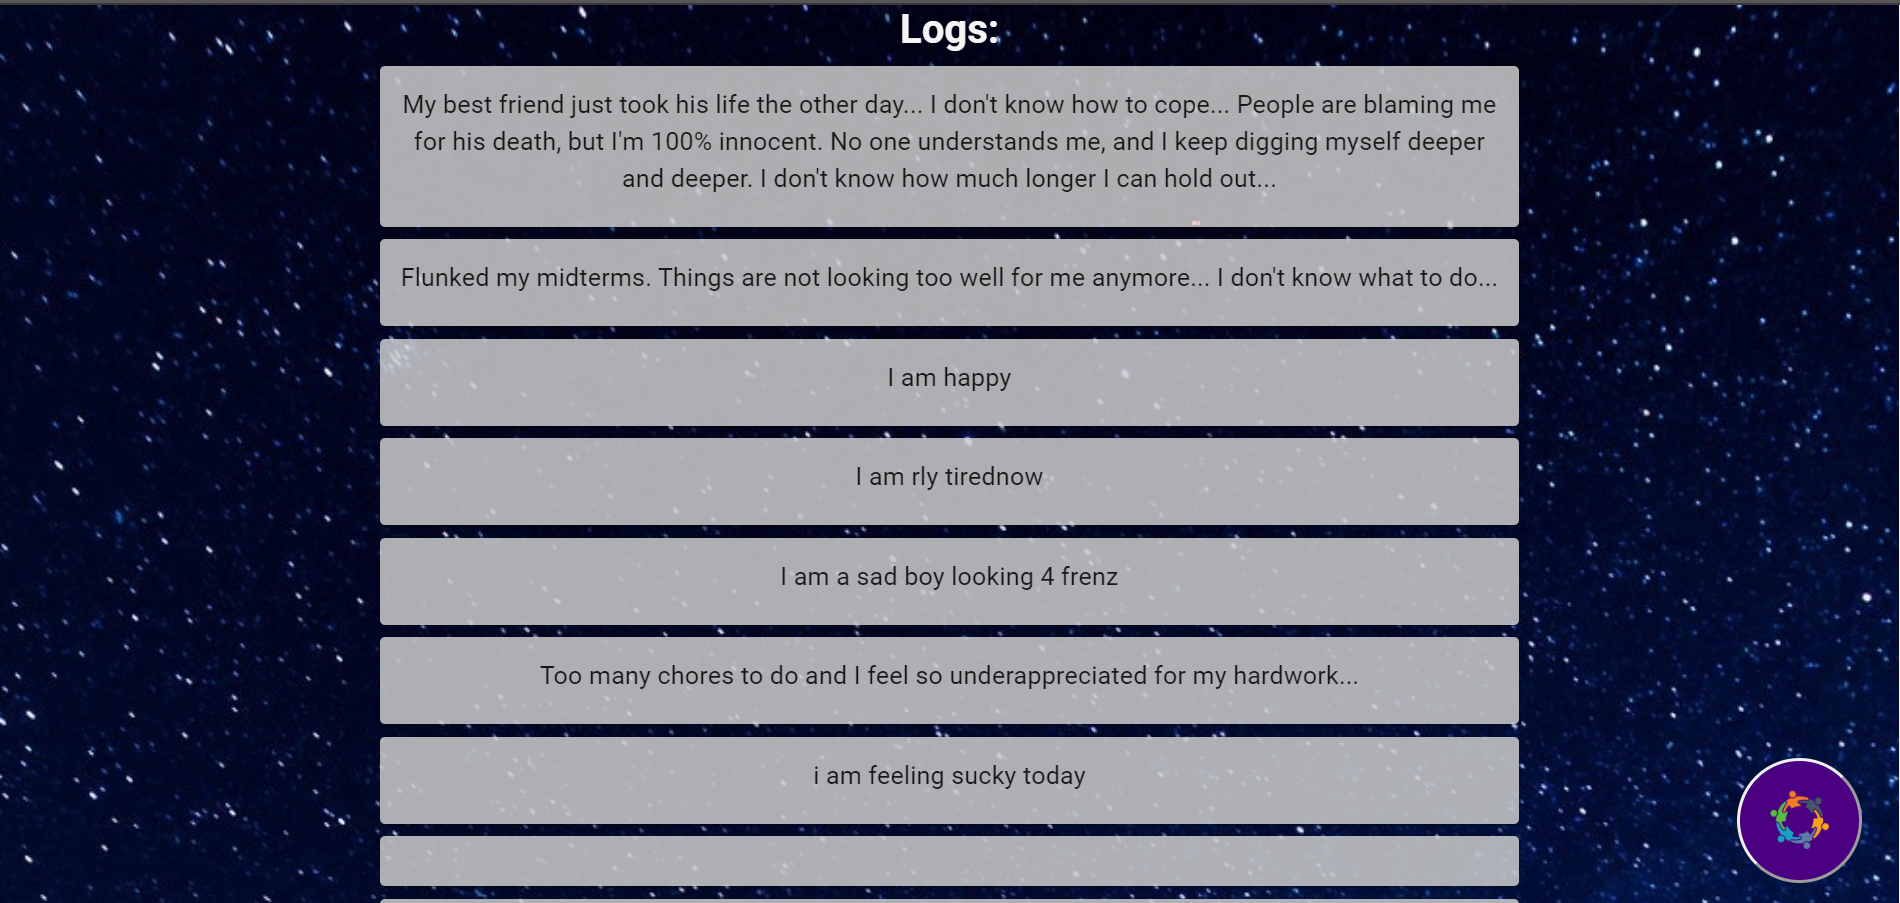 Logs:
My best friend just took his life the other day... I don't know how to cope... People are blaming me
for his death, but I'm 100% innocent. No one understands me, and I keep digging myself deeper
and deeper. I don't know how much longer I can hold out...
Flunked my midterms. Things are not looking too well for me anymore... I don't know what to do...
I am happy
I am rly tirednow
I am a sad boy looking 4 frenz
Too many chores to do and I feel so underappreciated for my hardwork...
i am feeling sucky today